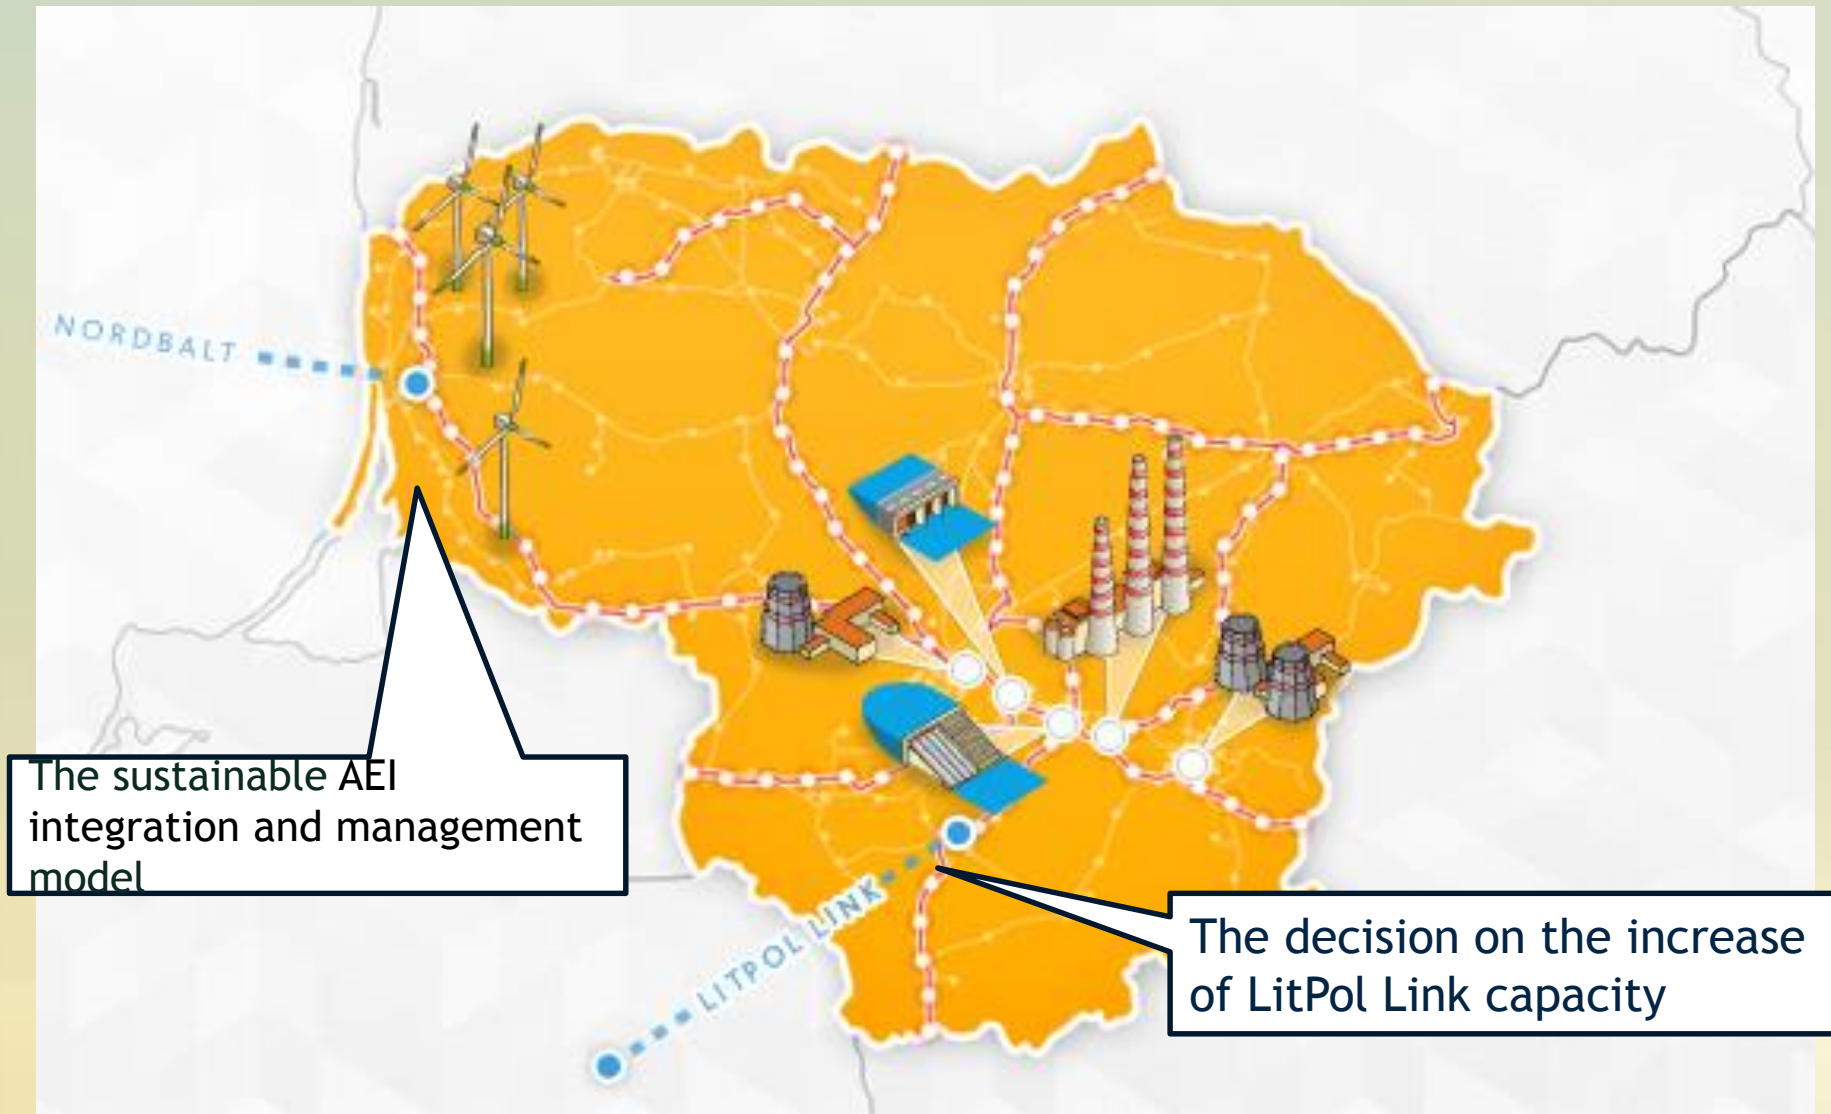 NORDBALT
The sustainable AEI
integration and management
model
LITPOL LINK
The decision on the increase
of LitPol Link capacity